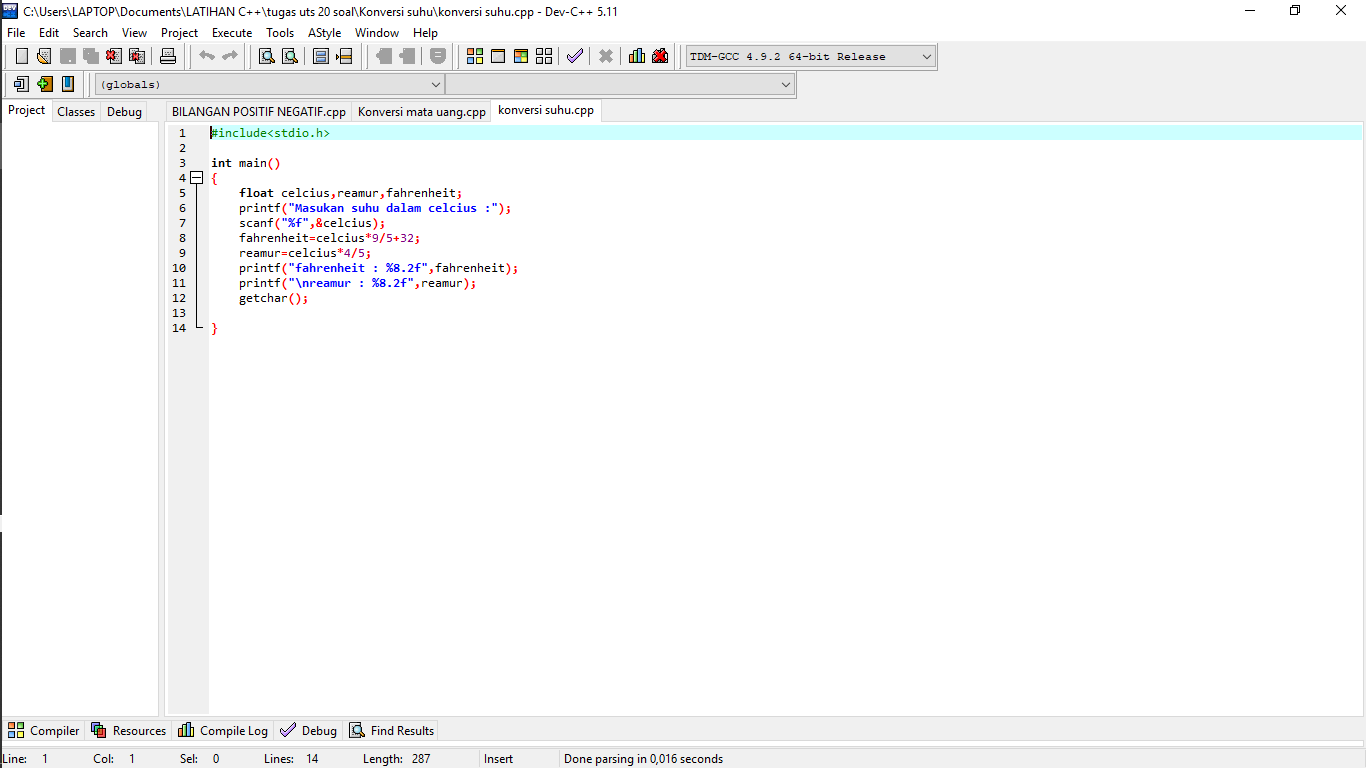 C:\Users\LAPTOP\Documents\LATIHAN C++\tugas uts 20 soal\Konversi suhu\konversi suhu.cpp - Dev-C++ 5.11
File Edit Search View Project Execute Tools AStyle Window Help
TDM-GCC 4.9.2 64-bit Release
(globals)
Project Classes Debug
BILANGAN POSITIF NEGATIF.cpp Konversi mata uang.cpp konversi suhu.cpp
1 #include<stdio.h>
2
3 int main()
4 {
5 float celcius,reamur,fahrenheit;
6 printf("Masukan suhu dalam celcius :");
7 scanf("%f",&celcius);
8 fahrenheit=celcius*9/5+32;
9 reamur=celcius*4/5;
10 printf("fahrenheit : %8.2f",fahrenheit);
11 printf("\nreamur : %8.2f",reamur);
12 getchar();
13
14 }
Compiler Resources Compile Log Debug Find Results
Line: 1 Col: 1 Sel: 0 Lines: 14 Length: 287 Insert Done parsing in 0,016 seconds